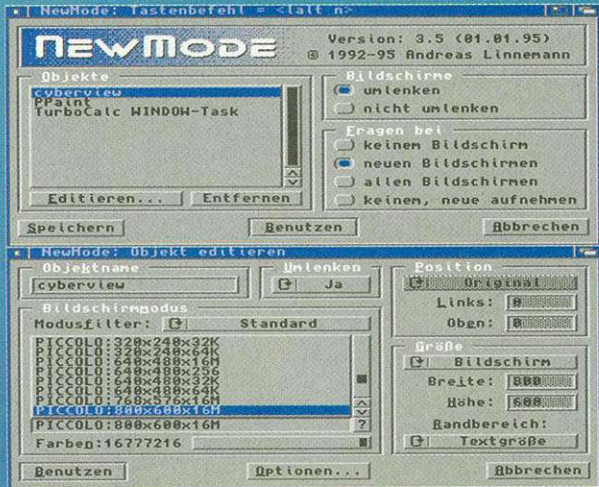 NewMode: Tastenbefehl = <lalt n>
NEWMODE
Version: 3.5 (01.01.95)
© 1992-95 Andreas Linnemann
Objekte
cyberview
PPaint
TurboCalc WINDOW-Task
Editieren...
Entfernen
Bildschirme
umlenken
nicht umlenken
Fragen bei
keinem Bildschirm
neuen Bildschirmen
allen Bildschirmen
keinem, neue aufnehmen
Speichern
Benutzen
Abbrechen
NewMode: Objekt editieren
Objektname
cyberview
Umlenken
Ja
Bildschirmmodus
Modusfilter: Standard
PICCOLO:320x240x32K
PICCOLO:320x240x64K
PICCOLO:640x480x16M
PICCOLO:640x480x256
PICCOLO:640x480x32K
PICCOLO:640x480x64K
PICCOLO:768x576x16M
PICCOLO:800x600x16M
PICCOLO:800x600x16M
?
Farben:16777216
Position
Original
Links: 0
Oben: 0
Größe
Bildschirm
Breite: 800
Höhe: 600
Randbereich:
Textgröße
Benutzen
Optionen...
Abbrechen